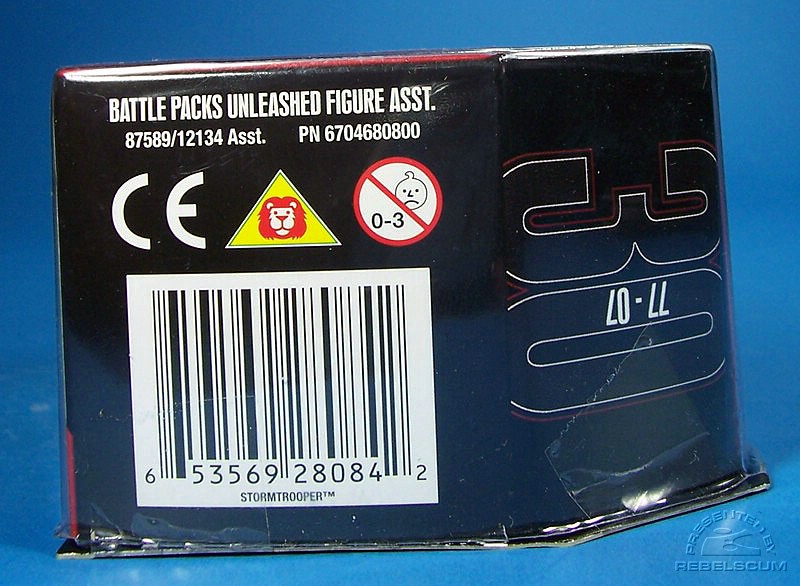 BATTLE PACKS UNLEASHED FIGURE ASST.
87589/12134 Asst. PN 6704680800
CE
0-3
30
77 - 07
6 53569 28084 2
STORMTROOPER™
PRESENTED BY
REBELSCUM